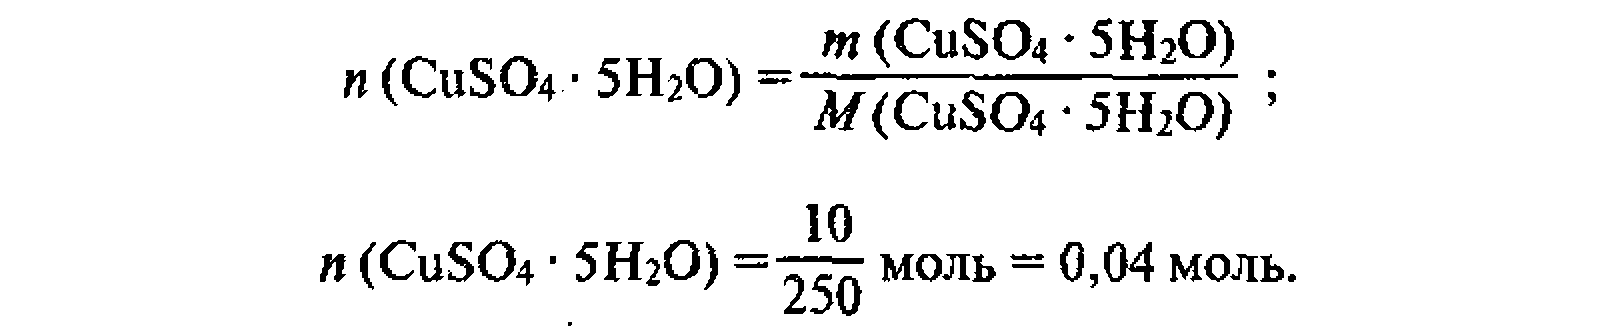 n (CuSO₄ · 5H₂O) = m (CuSO₄ · 5H₂O) / M (CuSO₄ · 5H₂O) ;
n (CuSO₄ · 5H₂O) = 10 / 250 моль = 0,04 моль.